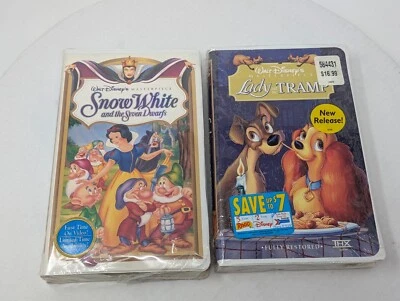 Walt Disney's
MASTERPIECE
Snow White
and the Seven Dwarfs
First Time
On Video!
Limited Time
564431
$16.99
Walt Disney's
MASTERPIECE
Lady and the TRAMP
New
Release!
SAVE UP TO $7
Disney
• FULLY RESTORED •
THX